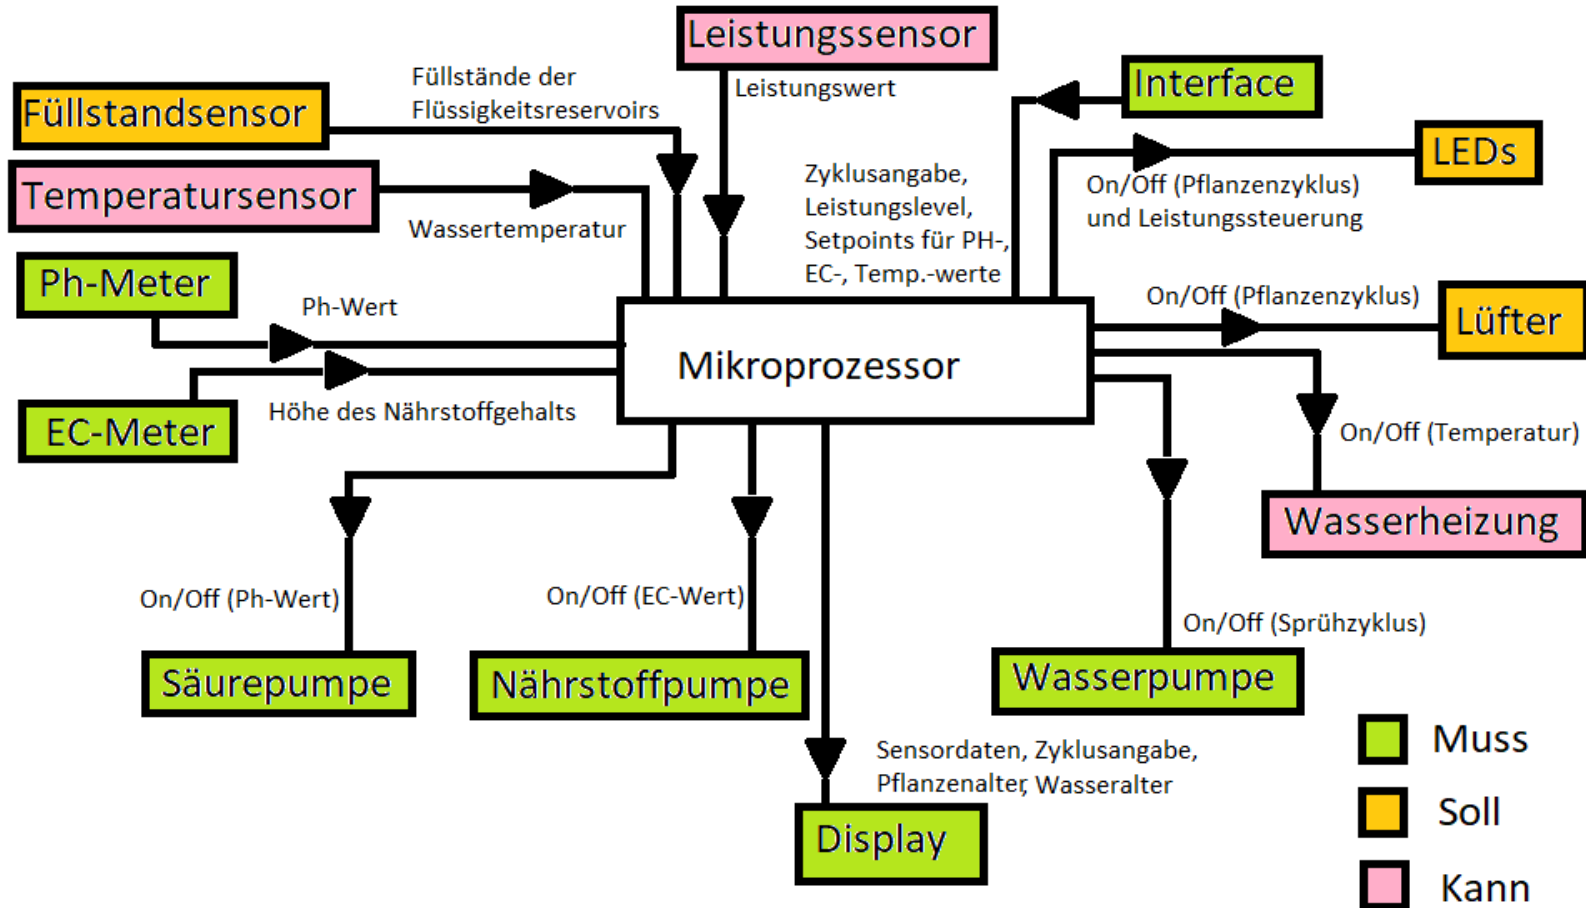 Leistungssensor
Leistungswert
Füllstände der
Flüssigkeitsreservoirs
Füllstandsensor
Interface
LEDs
On/Off (Pflanzenzyklus)
und Leistungssteuerung
Temperatursensor
Wassertemperatur
Zyklusangabe,
Leistungslevel,
Setpoints für PH-,
EC-, Temp.-werte
Ph-Meter
Ph-Wert
On/Off (Pflanzenzyklus)
Lüfter
Mikroprozessor
EC-Meter
Höhe des Nährstoffgehalts
On/Off (Temperatur)
Wasserheizung
On/Off (Ph-Wert)
On/Off (EC-Wert)
On/Off (Sprühzyklus)
Säurepumpe
Nährstoffpumpe
Wasserpumpe
Sensordaten, Zyklusangabe,
Pflanzenalter, Wasseralter
Display
Muss
Soll
Kann